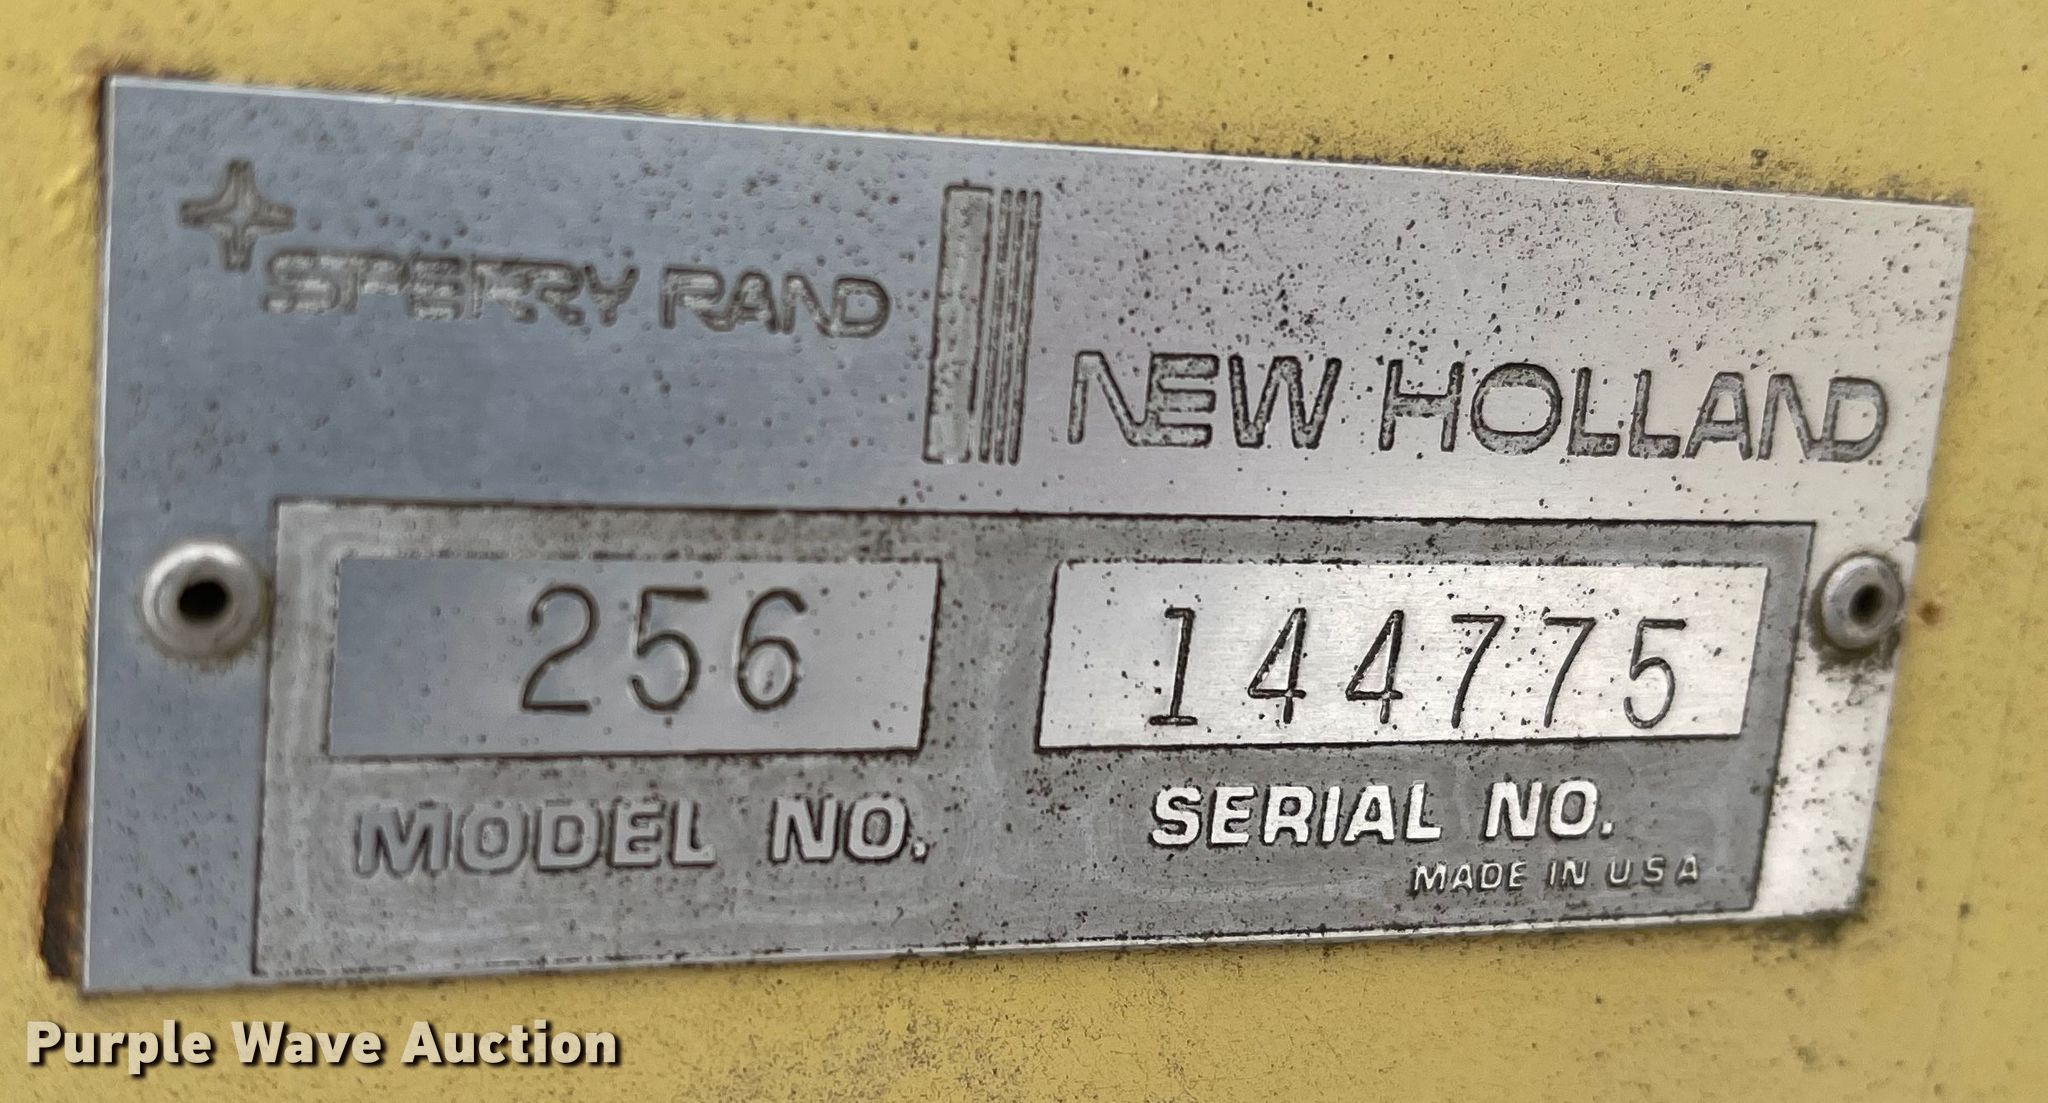 SPERRY RAND
NEW HOLLAND
256
144775
MODEL NO.
SERIAL NO.
MADE IN USA
Purple Wave Auction